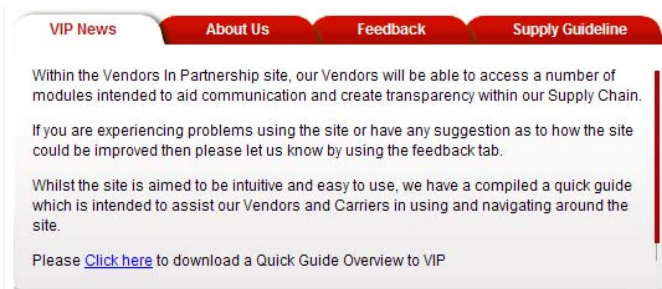 VIP News About Us Feedback Supply Guideline
Within the Vendors In Partnership site, our Vendors will be able to access a number of
modules intended to aid communication and create transparency within our Supply Chain.
If you are experiencing problems using the site or have any suggestion as to how the site
could be improved then please let us know by using the feedback tab.
Whilst the site is aimed to be intuitive and easy to use, we have a compiled a quick guide
which is intended to assist our Vendors and Carriers in using and navigating around the
site.
Please Click here to download a Quick Guide Overview to VIP